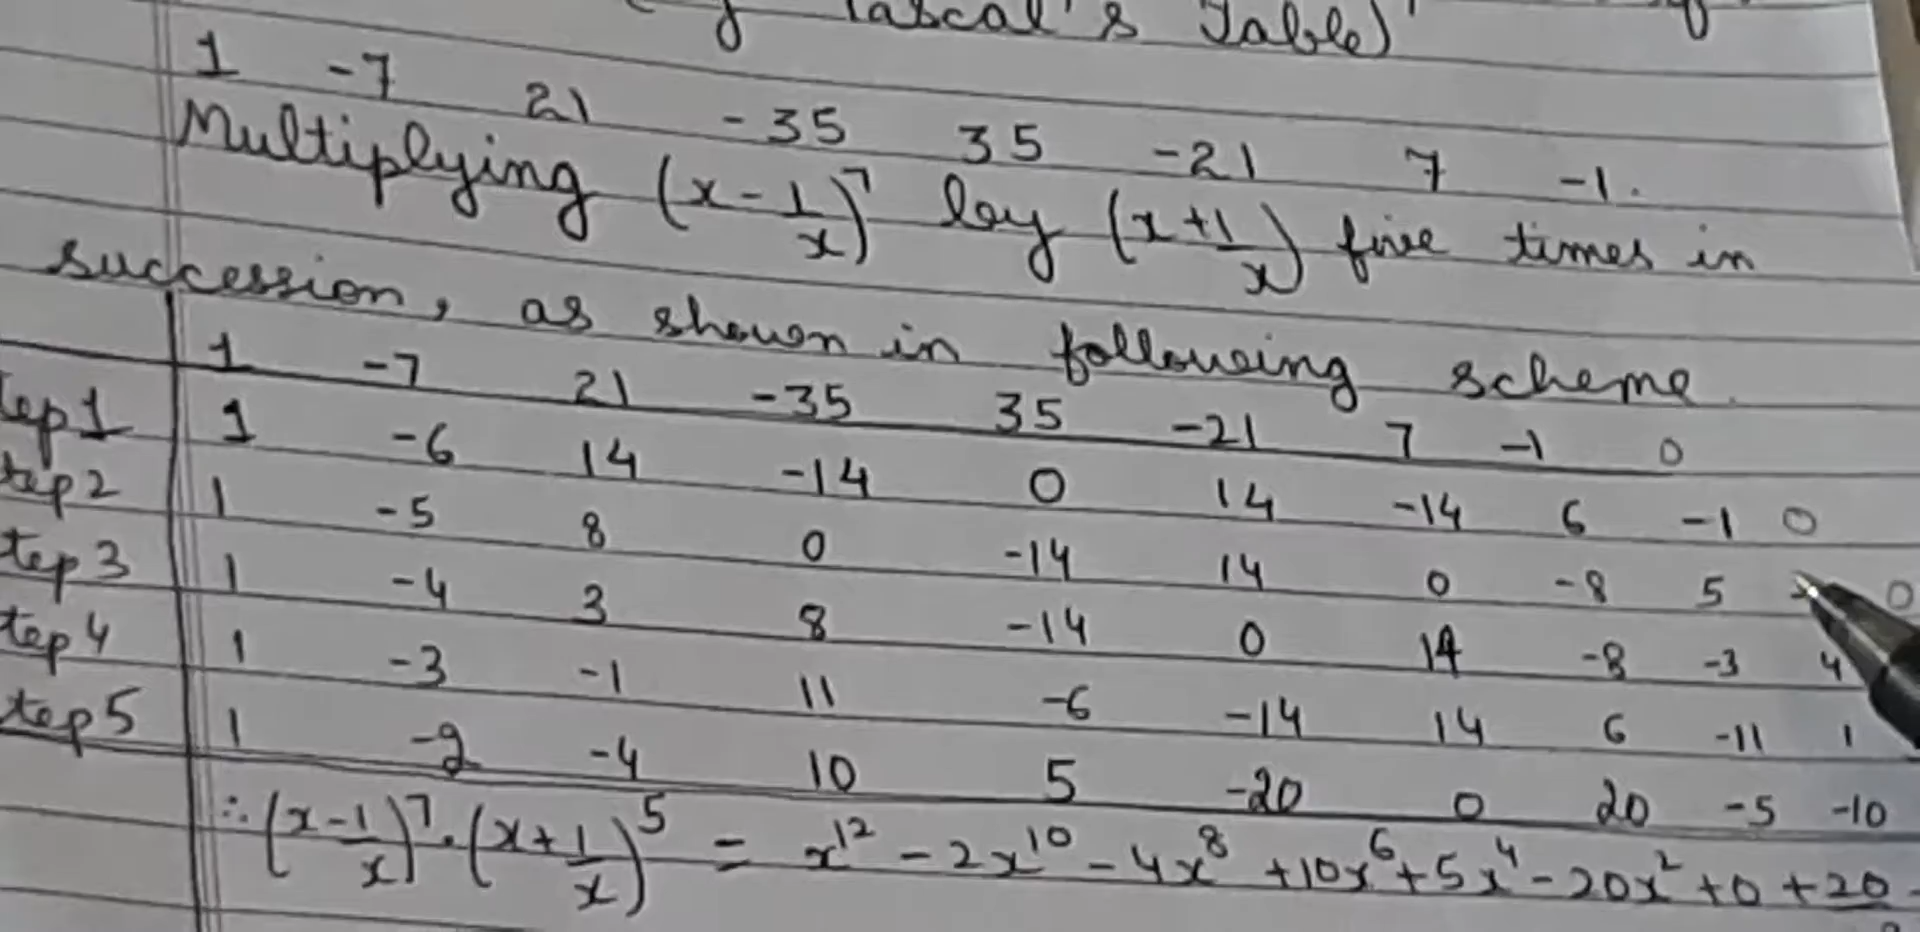 Pascal's Table)
1 -7 21 -35 35 -21 7 -1.
Multiplying (x - 1/x)^7 by (x + 1/x) five times in
succession, as shown in following scheme.
1 -7 21 -35 35 -21 7 -1 0
tep 1 1 -6 14 -14 0 14 -14 6 -1 0
tep 2 1 -5 8 0 -14 14 0 -8 5 0
tep 3 1 -4 3 8 -14 0 14 -8 -3 4
tep 4 1 -3 -1 11 -6 -14 14 6 -11 1
tep 5 1 -2 -4 10 5 -20 0 20 -5 -10
∴ (x - 1/x)^7 . (x + 1/x)^5 = x^12 - 2x^10 - 4x^8 + 10x^6 + 5x^4 - 20x^2 + 0 + 20